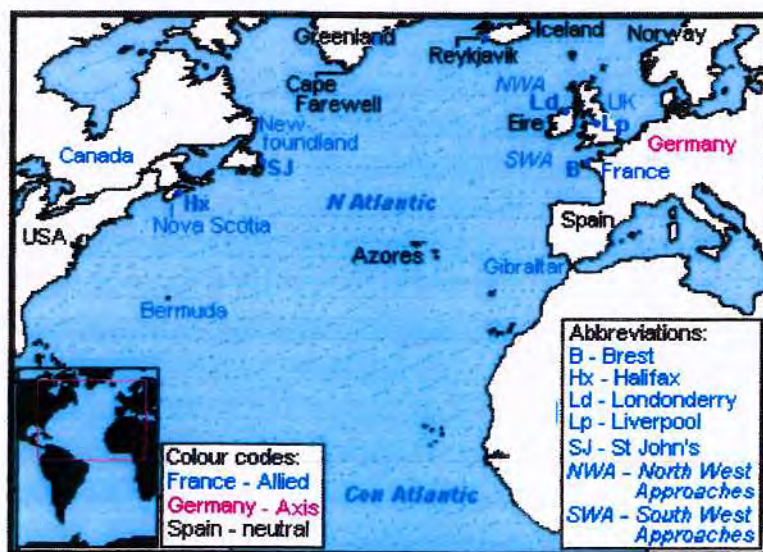 Greenland
Iceland
Norway
Reykjavik
Cape
Farewell
NWA
Ld
UK
New-
foundland
Eire
Lp
Canada
Germany
SJ
SWA
B
France
Hx
N Atlantic
Nova Scotia
Spain
USA
Azores
Gibraltar
Bermuda
Abbreviations:
B - Brest
Hx - Halifax
Ld - Londonderry
Lp - Liverpool
SJ - St John's
NWA - North West
Approaches
SWA - South West
Approaches
Colour codes:
France - Allied
Germany - Axis
Spain - neutral
Cen Atlantic